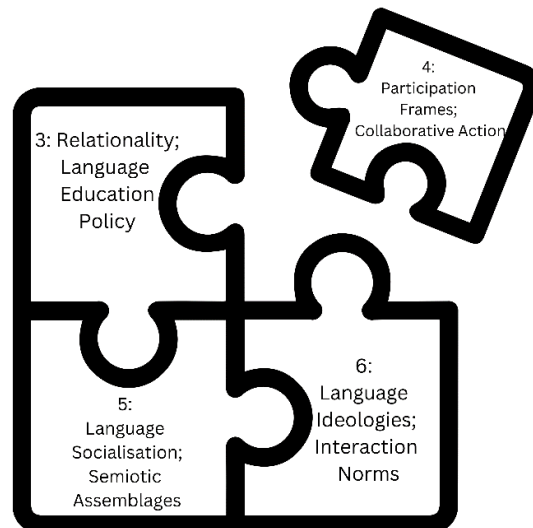 3: Relationality;
Language
Education
Policy
4:
Participation
Frames;
Collaborative Action
5:
Language
Socialisation;
Semiotic
Assemblages
6:
Language
Ideologies;
Interaction
Norms